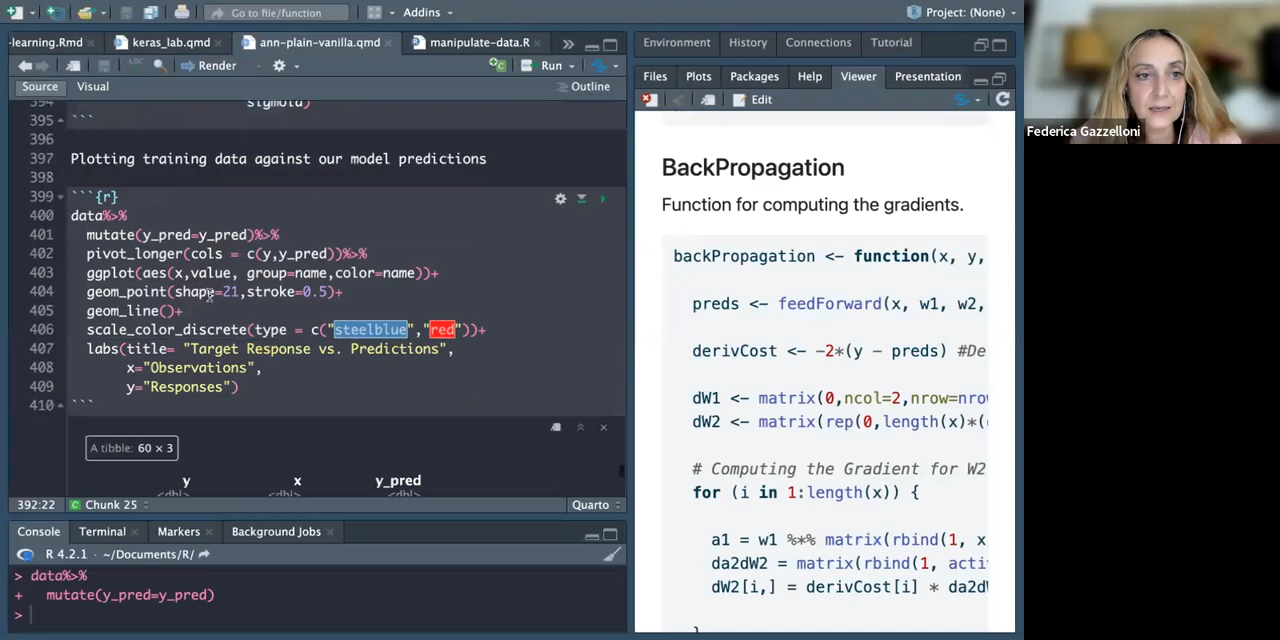 Go to file/function
Addins
Project: (None)
-learning.Rmd
keras_lab.qmd
ann-plain-vanilla.qmd
manipulate-data.R
Render
Run
Source
Visual
Outline
394
sigmoid)
395 ```
396
397 Plotting training data against our model predictions
398
399 ```{r}
400 data%>%
401 mutate(y_pred=y_pred)%>%
402 pivot_longer(cols = c(y,y_pred))%>%
403 ggplot(aes(x,value, group=name,color=name))+
404 geom_point(shape=21,stroke=0.5)+
405 geom_line()+
406 scale_color_discrete(type = c("steelblue","red"))+
407 labs(title= "Target Response vs. Predictions",
408 x="Observations",
409 y="Responses")
410 ```
A tibble: 60 × 3
y x y_pred
<dbl> <dbl> <dbl>
392:22 Chunk 25 Quarto
Console Terminal Markers Background Jobs
R 4.2.1 · ~/Documents/R/
> data%>%
+ mutate(y_pred=y_pred)
>
Environment History Connections Tutorial
Files Plots Packages Help Viewer Presentation
Edit
BackPropagation
Function for computing the gradients.
backPropagation <- function(x, y,
preds <- feedForward(x, w1, w2,
derivCost <- -2*(y - preds) #De
dW1 <- matrix(0,ncol=2,nrow=nro
dW2 <- matrix(rep(0,length(x)*(
# Computing the Gradient for W2
for (i in 1:length(x)) {
a1 = w1 %*% matrix(rbind(1, x
da2dW2 = matrix(rbind(1, acti
dW2[i,] = derivCost[i] * da2dW
}
Federica Gazzelloni